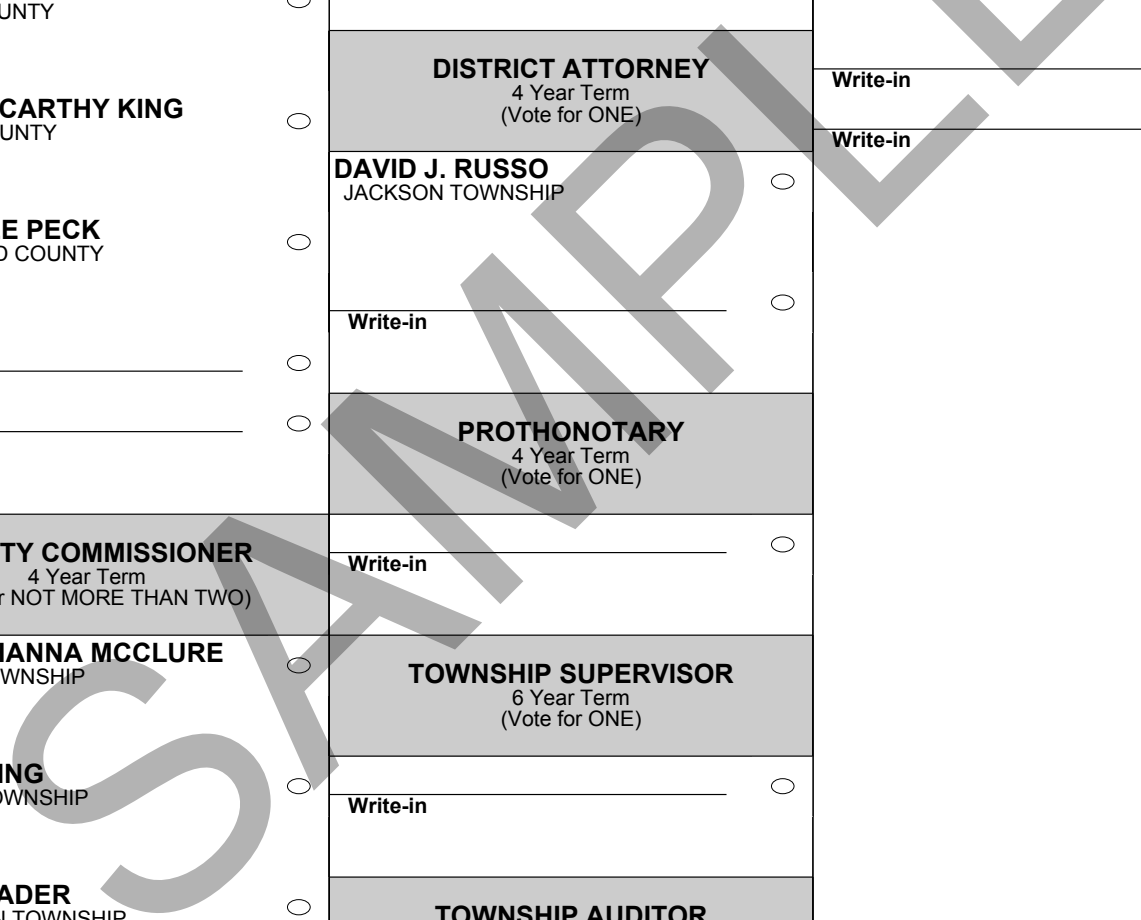 UNTY
CARTHY KING
UNTY
E PECK
COUNTY
TY COMMISSIONER
4 Year Term
NOT MORE THAN TWO)
IANNA MCCLURE
WNSHIP
ING
OWNSHIP
ADER
TOWNSHIP
DISTRICT ATTORNEY
4 Year Term
(Vote for ONE)
DAVID J. RUSSO
JACKSON TOWNSHIP
Write-in
PROTHONOTARY
4 Year Term
(Vote for ONE)
Write-in
TOWNSHIP SUPERVISOR
6 Year Term
(Vote for ONE)
Write-in
TOWNSHIP AUDITOR
Write-in
Write-in
SAMPLE